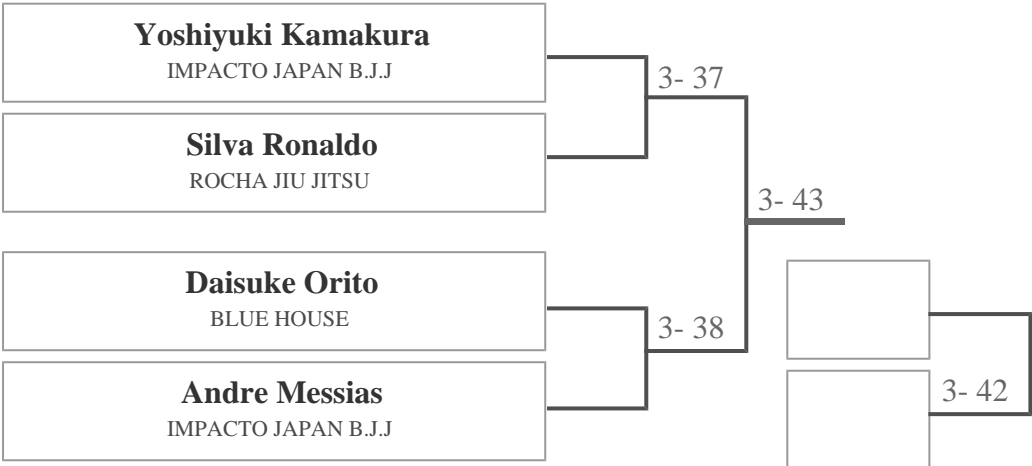 Yoshiyuki Kamakura
IMPACTO JAPAN B.J.J
3- 37
Silva Ronaldo
ROCHA JIU JITSU
3- 43
Daisuke Orito
BLUE HOUSE
3- 38
Andre Messias
IMPACTO JAPAN B.J.J
3- 42